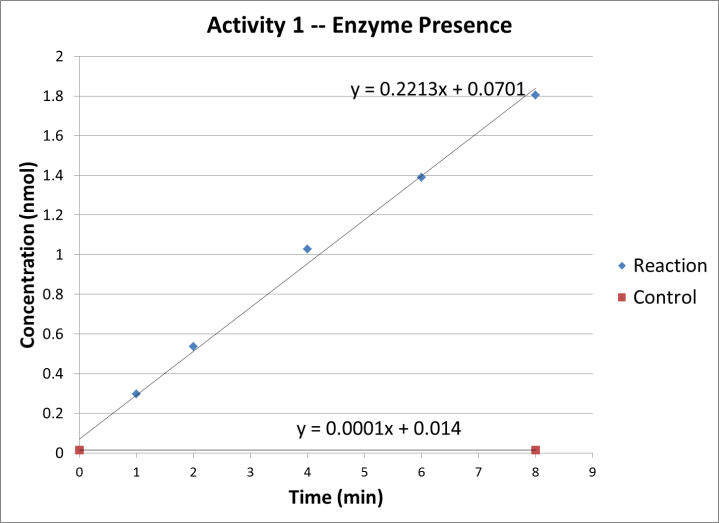 Activity 1 -- Enzyme Presence
Concentration (nmol)
2
1.8
1.6
1.4
1.2
1
0.8
0.6
0.4
0.2
0
y = 0.2213x + 0.0701
y = 0.0001x + 0.014
Reaction
Control
0 1 2 3 4 5 6 7 8 9
Time (min)